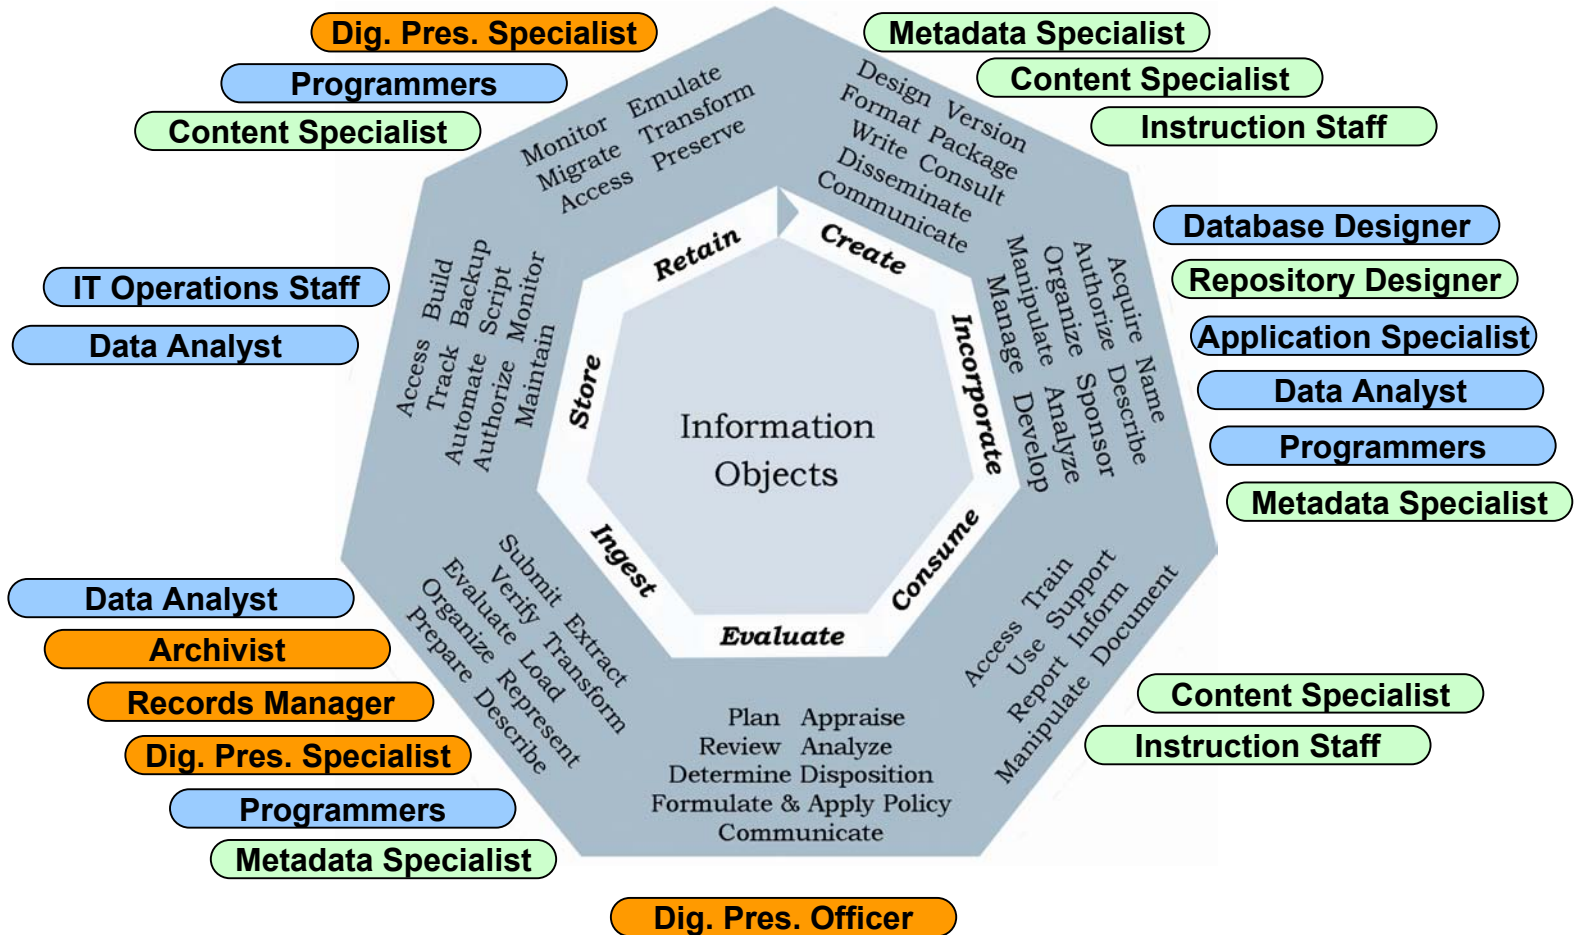 Dig. Pres. Specialist
Programmers
Content Specialist
Metadata Specialist
Content Specialist
Instruction Staff
Monitor Emulate
Migrate Transform
Access Preserve
Design Version
Format Package
Write Consult
Disseminate
Communicate
Retain
Create
Database Designer
Repository Designer
Application Specialist
Data Analyst
Programmers
Metadata Specialist
Acquire Name
Authorize Describe
Organize Sponsor
Manipulate Analyze
Manage Develop
Incorporate
IT Operations Staff
Data Analyst
Access Build
Track Backup
Automate Script
Authorize Monitor
Maintain
Store
Information
Objects
Consume
Access Train
Use Support
Report Inform
Manipulate Document
Content Specialist
Instruction Staff
Ingest
Submit Extract
Verify Transform
Evaluate Load
Organize Represent
Prepare Describe
Data Analyst
Archivist
Records Manager
Dig. Pres. Specialist
Programmers
Metadata Specialist
Evaluate
Plan Appraise
Review Analyze
Determine Disposition
Formulate & Apply Policy
Communicate
Dig. Pres. Officer